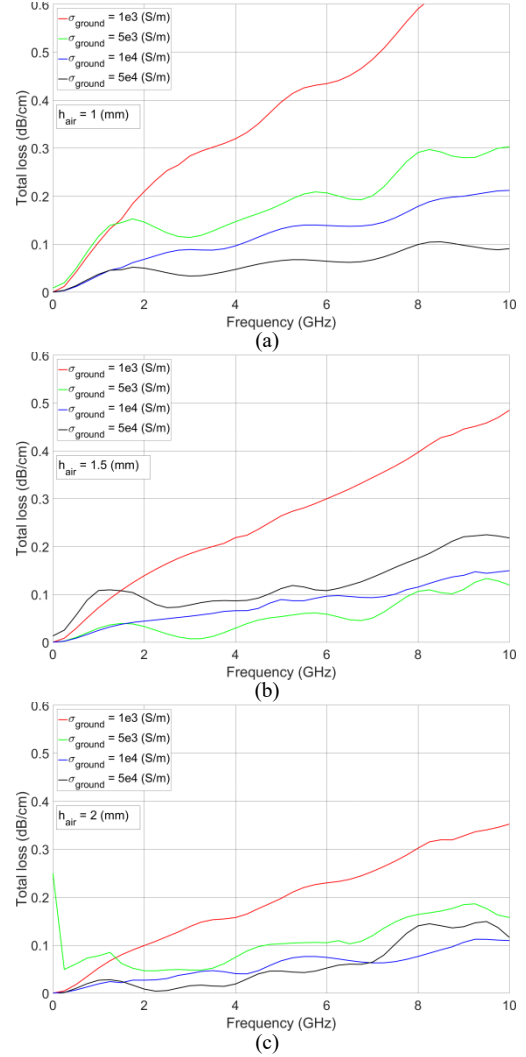 0.6
0.5
0.4
0.3
0.2
0.1
0
Total loss (dB/cm)
σground = 1e3 (S/m)
σground = 5e3 (S/m)
σground = 1e4 (S/m)
σground = 5e4 (S/m)
hair = 1 (mm)
0 2 4 6 8 10
Frequency (GHz)
(a)
0.6
0.5
0.4
0.3
0.2
0.1
0
Total loss (dB/cm)
σground = 1e3 (S/m)
σground = 5e3 (S/m)
σground = 1e4 (S/m)
σground = 5e4 (S/m)
hair = 1.5 (mm)
0 2 4 6 8 10
Frequency (GHz)
(b)
0.6
0.5
0.4
0.3
0.2
0.1
0
Total loss (dB/cm)
σground = 1e3 (S/m)
σground = 5e3 (S/m)
σground = 1e4 (S/m)
σground = 5e4 (S/m)
hair = 2 (mm)
0 2 4 6 8 10
Frequency (GHz)
(c)